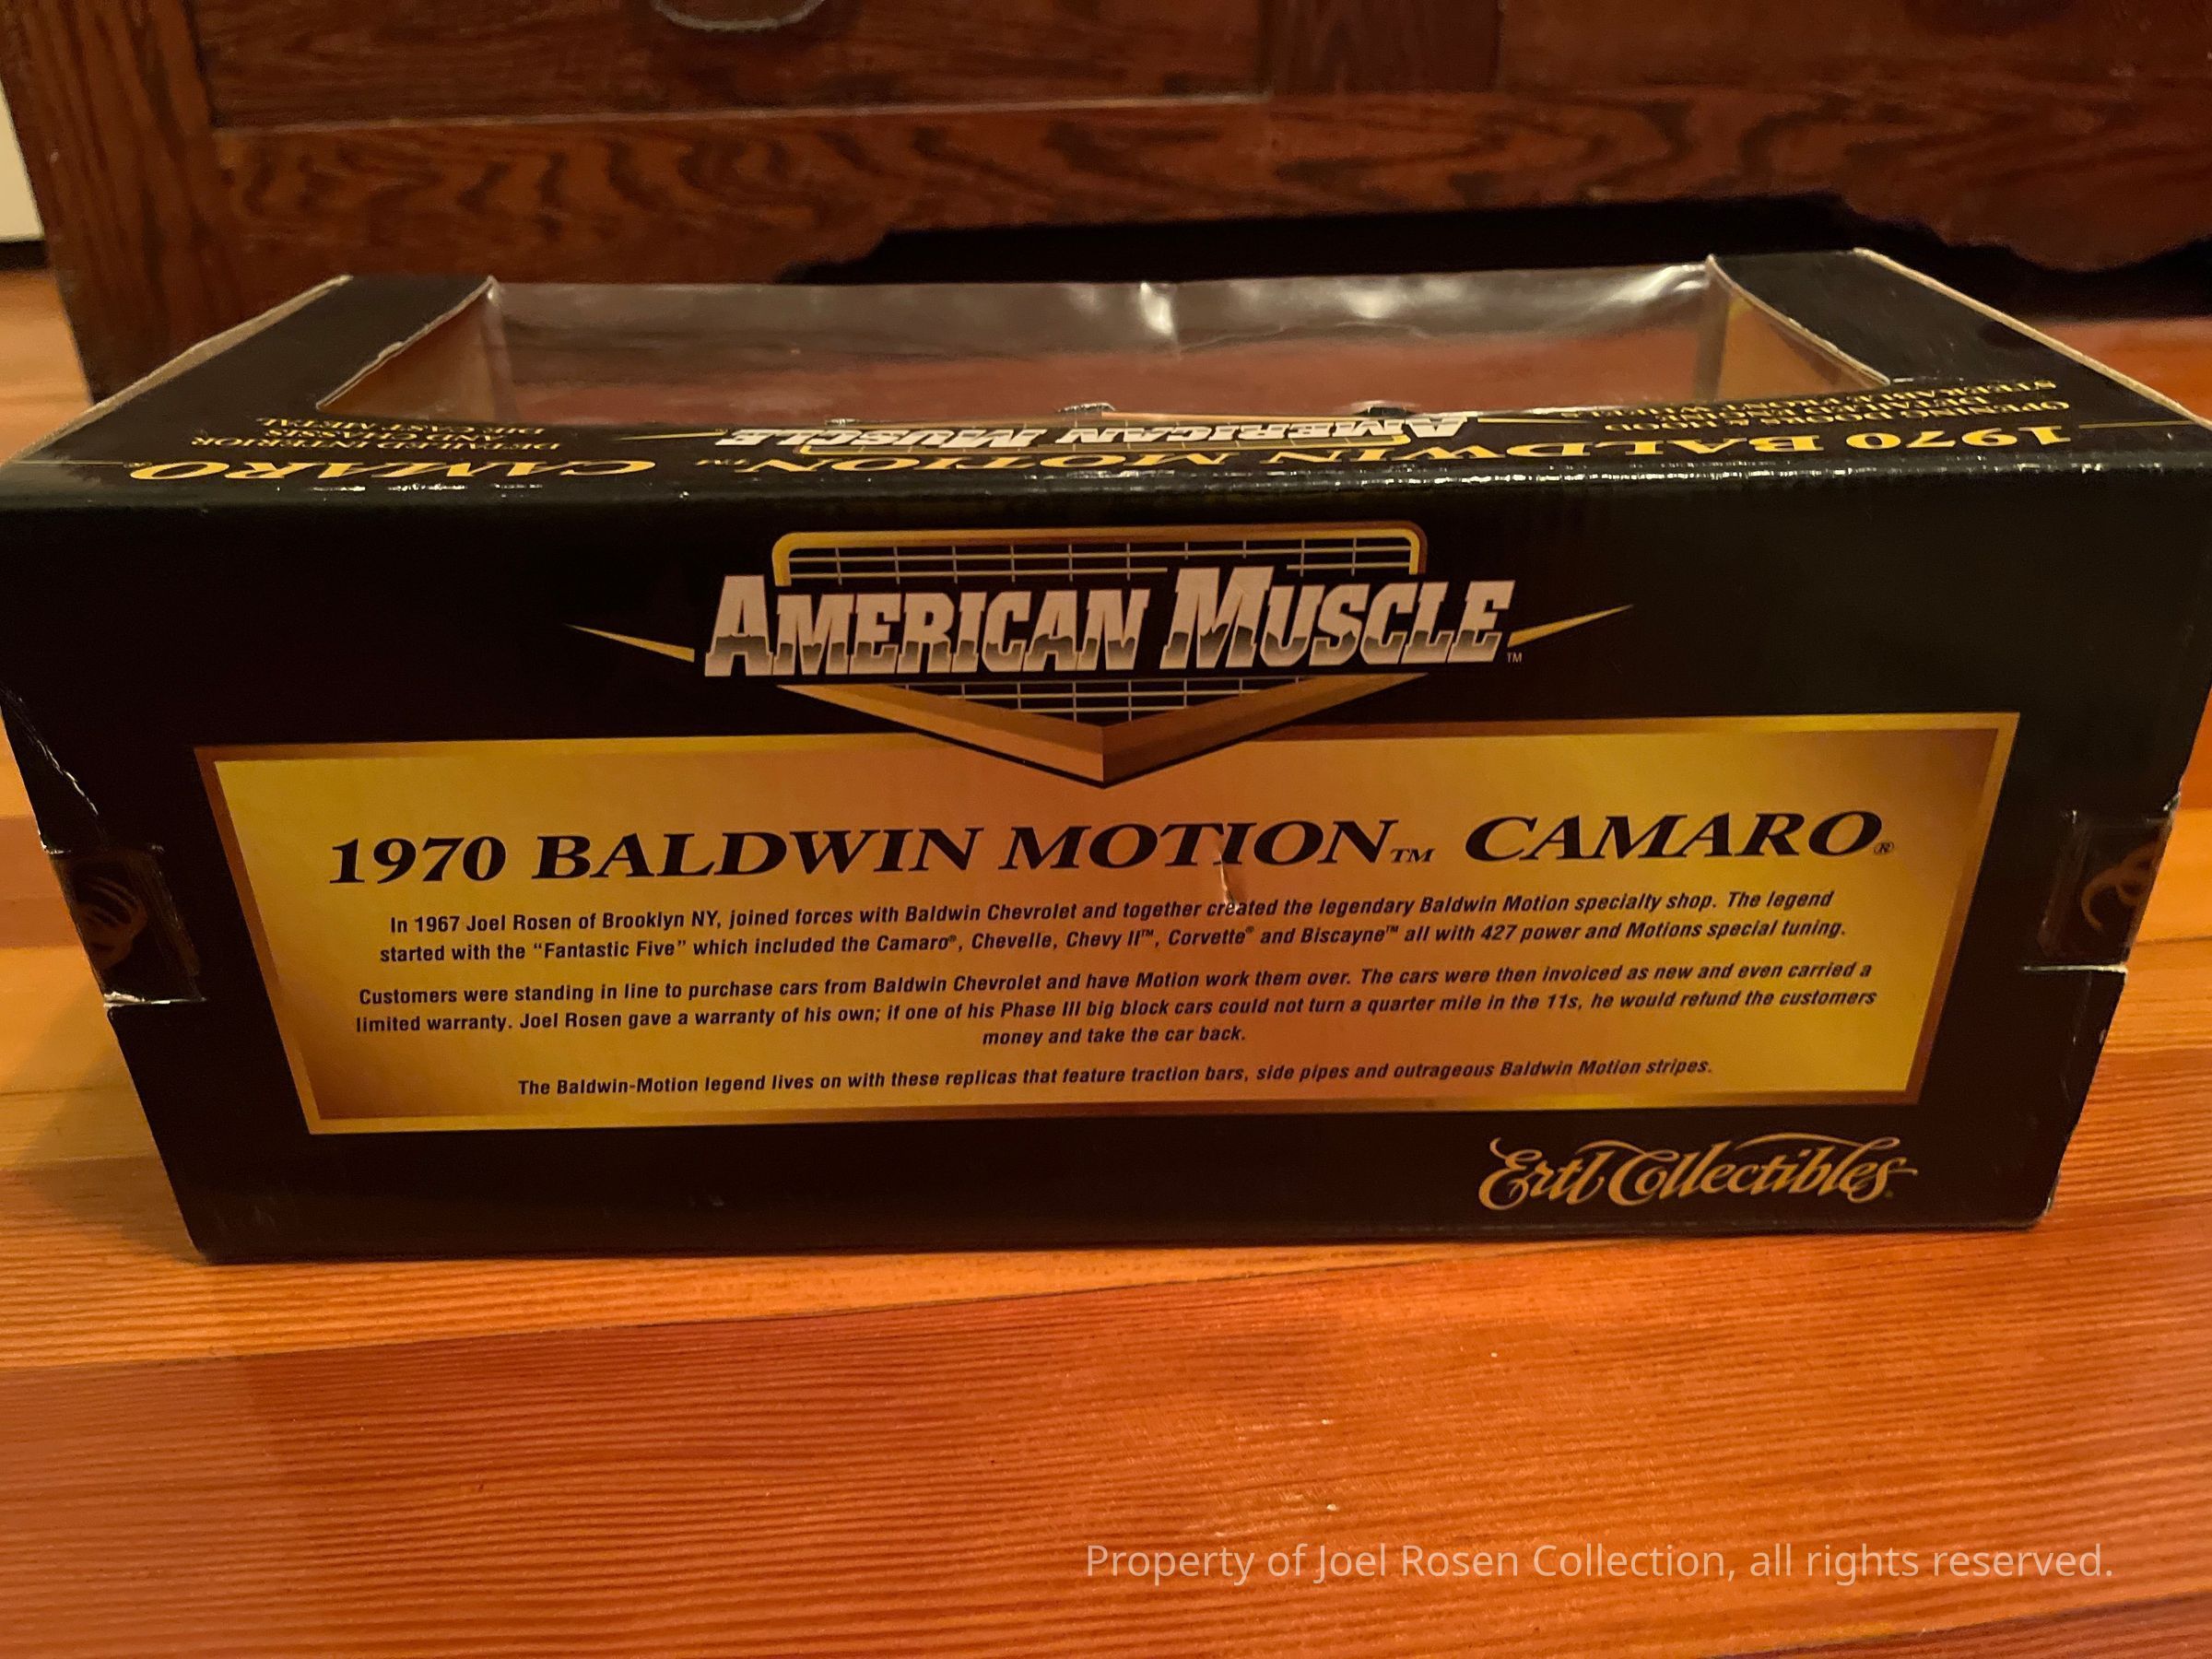 STEERABLE FRONT WHEELS
DETAILED ENGINE
OPENING DOORS & HOOD
DIE CAST METAL
AND CHASSIS
DETAILED INTERIOR
AMERICAN MUSCLE
1970 BALDWIN MOTION™ CAMARO®
AMERICAN MUSCLE™
1970 BALDWIN MOTION™ CAMARO®
In 1967 Joel Rosen of Brooklyn NY, joined forces with Baldwin Chevrolet and together created the legendary Baldwin Motion specialty shop. The legend
started with the “Fantastic Five” which included the Camaro®, Chevelle, Chevy II™, Corvette® and Biscayne™ all with 427 power and Motions special tuning.
Customers were standing in line to purchase cars from Baldwin Chevrolet and have Motion work them over. The cars were then invoiced as new and even carried a
limited warranty. Joel Rosen gave a warranty of his own; if one of his Phase III big block cars could not turn a quarter mile in the 11s, he would refund the customers
money and take the car back.
The Baldwin-Motion legend lives on with these replicas that feature traction bars, side pipes and outrageous Baldwin Motion stripes.
Ertl Collectibles
Property of Joel Rosen Collection, all rights reserved.